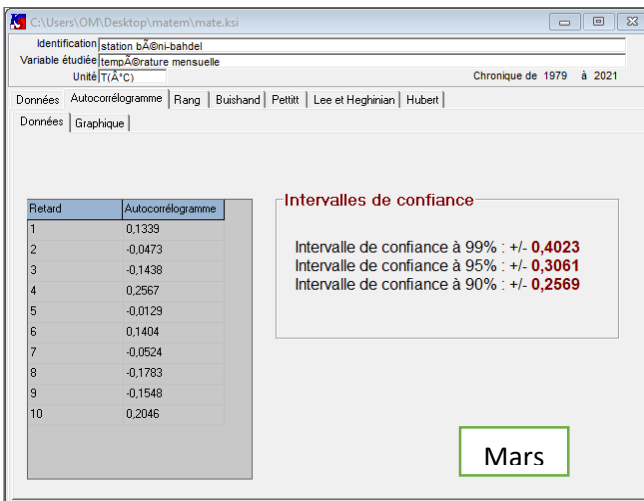 C:\Users\OM\Desktop\matem\mate.ksi
Identification station bÃ©ni-bahdel
Variable étudiée tempÃ©rature mensuelle
Unité T(Â°C) Chronique de 1979 à 2021
Données Autocorrélogramme Rang Buishand Pettitt Lee et Heghinian Hubert
Données Graphique
Intervalles de confiance
Retard Autocorrélogramme
1 0,1339
2 -0,0473
3 -0,1438
4 0,2567
5 -0,0129
6 0,1404
7 -0,0524
8 -0,1783
9 -0,1548
10 0,2046
Intervalle de confiance à 99% : +/- 0,4023
Intervalle de confiance à 95% : +/- 0,3061
Intervalle de confiance à 90% : +/- 0,2569
Mars